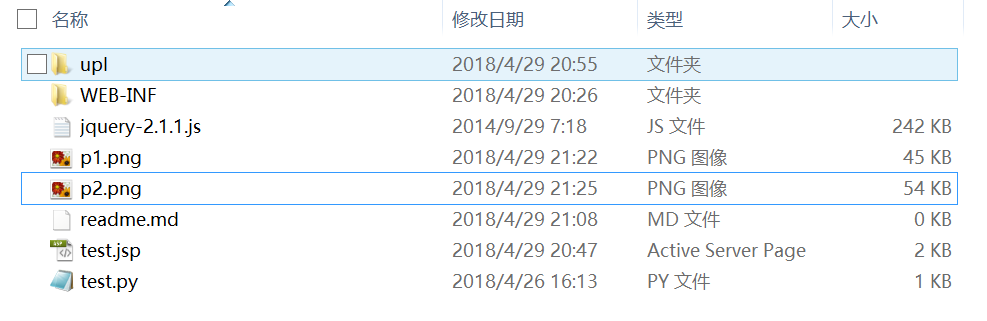 名称 修改日期 类型 大小
upl 2018/4/29 20:55 文件夹
WEB-INF 2018/4/29 20:26 文件夹
jquery-2.1.1.js 2014/9/29 7:18 JS 文件 242 KB
p1.png 2018/4/29 21:22 PNG 图像 45 KB
p2.png 2018/4/29 21:25 PNG 图像 54 KB
readme.md 2018/4/29 21:08 MD 文件 0 KB
test.jsp 2018/4/29 20:47 Active Server Page 2 KB
test.py 2018/4/26 16:13 PY 文件 1 KB